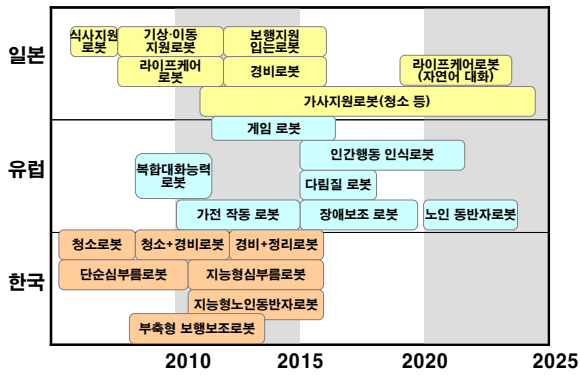 일본
식사지원
로봇
기상·이동
지원로봇
보행지원
입는로봇
라이프케어
로봇
경비로봇
라이프케어로봇
(자연어 대화)
가사지원로봇(청소 등)
유럽
게임 로봇
인간행동 인식로봇
복합대화능력
로봇
다림질 로봇
가전 작동 로봇
장애보조 로봇
노인 동반자로봇
한국
청소로봇
청소+경비로봇
경비+정리로봇
단순심부름로봇
지능형심부름로봇
지능형노인동반자로봇
부축형 보행보조로봇
2010
2015
2020
2025